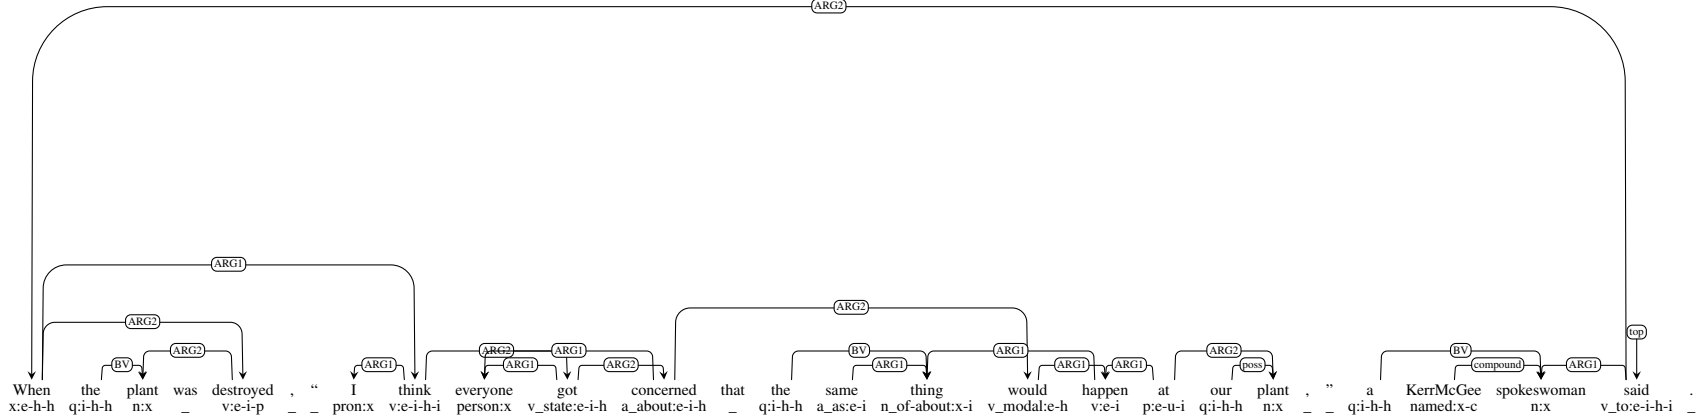 ARG2
ARG1
ARG2
ARG2
top
BV ARG2 ARG2 ARG1 BV ARG1 ARG2 BV
ARG1 ARG1 ARG2 ARG1 ARG1 ARG1 poss compound ARG1
When the plant was destroyed , “ I think everyone got concerned that the same thing would happen at our plant , ” a KerrMcGee spokeswoman said .
x:e-h-h q:i-h-h n:x _ v:e-i-p _ _ pron:x v:e-i-h-i person:x v_state:e-i-h a_about:e-i-h _ q:i-h-h a_as:e-i n_of-about:x-i v_modal:e-h v:e-i p:e-u-i q:i-h-h n:x _ _ q:i-h-h named:x-c n:x v_to:e-i-h-i _